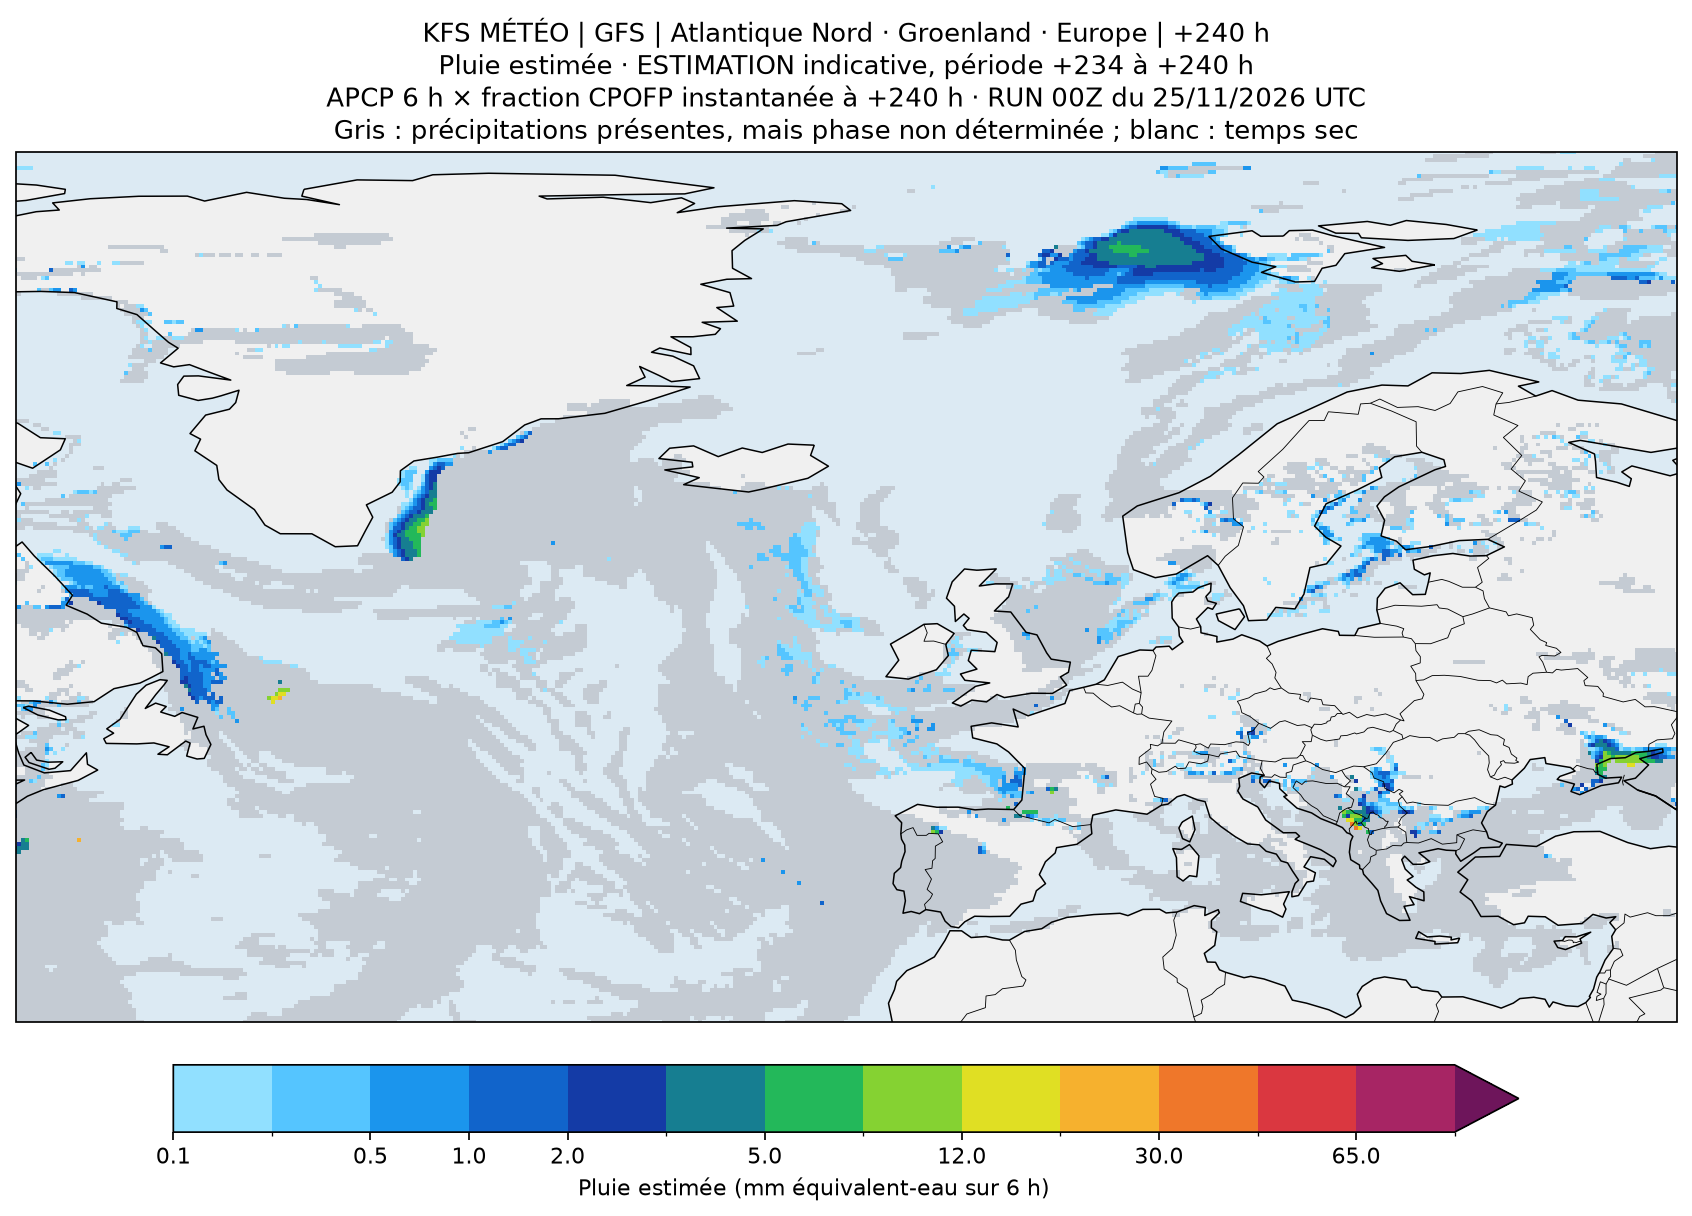 KFS MÉTÉO | GFS | Atlantique Nord · Groenland · Europe | +240 h
Pluie estimée · ESTIMATION indicative, période +234 à +240 h
APCP 6 h × fraction CPOFP instantanée à +240 h · RUN 00Z du 25/11/2026 UTC
Gris : précipitations présentes, mais phase non déterminée ; blanc : temps sec
0.1 0.5 1.0 2.0 5.0 12.0 30.0 65.0
Pluie estimée (mm équivalent-eau sur 6 h)